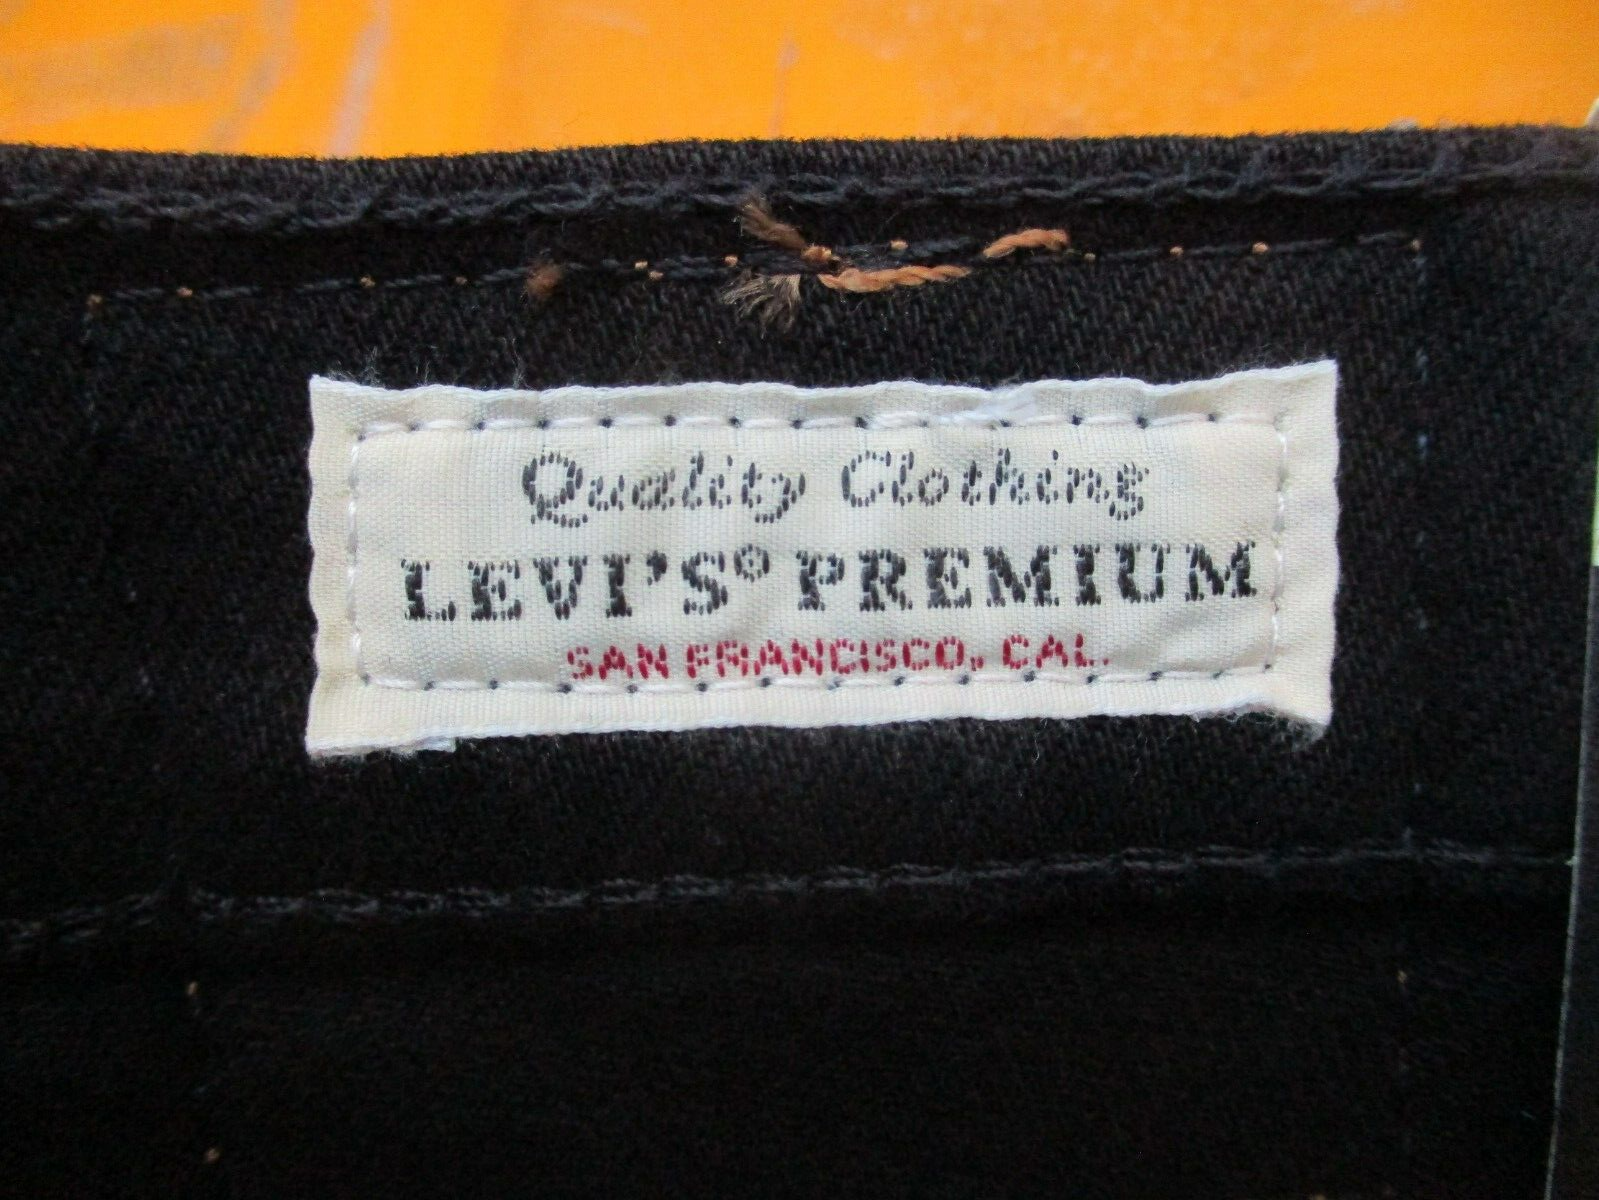 Quality Clothing
LEVI'S® PREMIUM
SAN FRANCISCO, CAL.